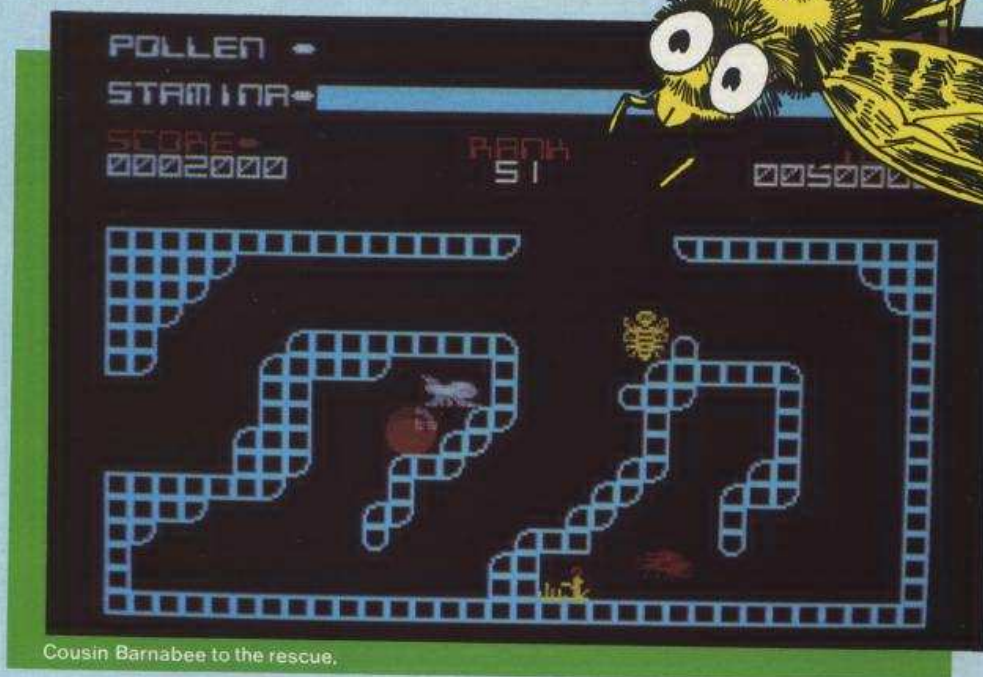 POLLEN
STAMINA
SCORE RANK
0002000 51
Cousin Barnabee to the rescue.